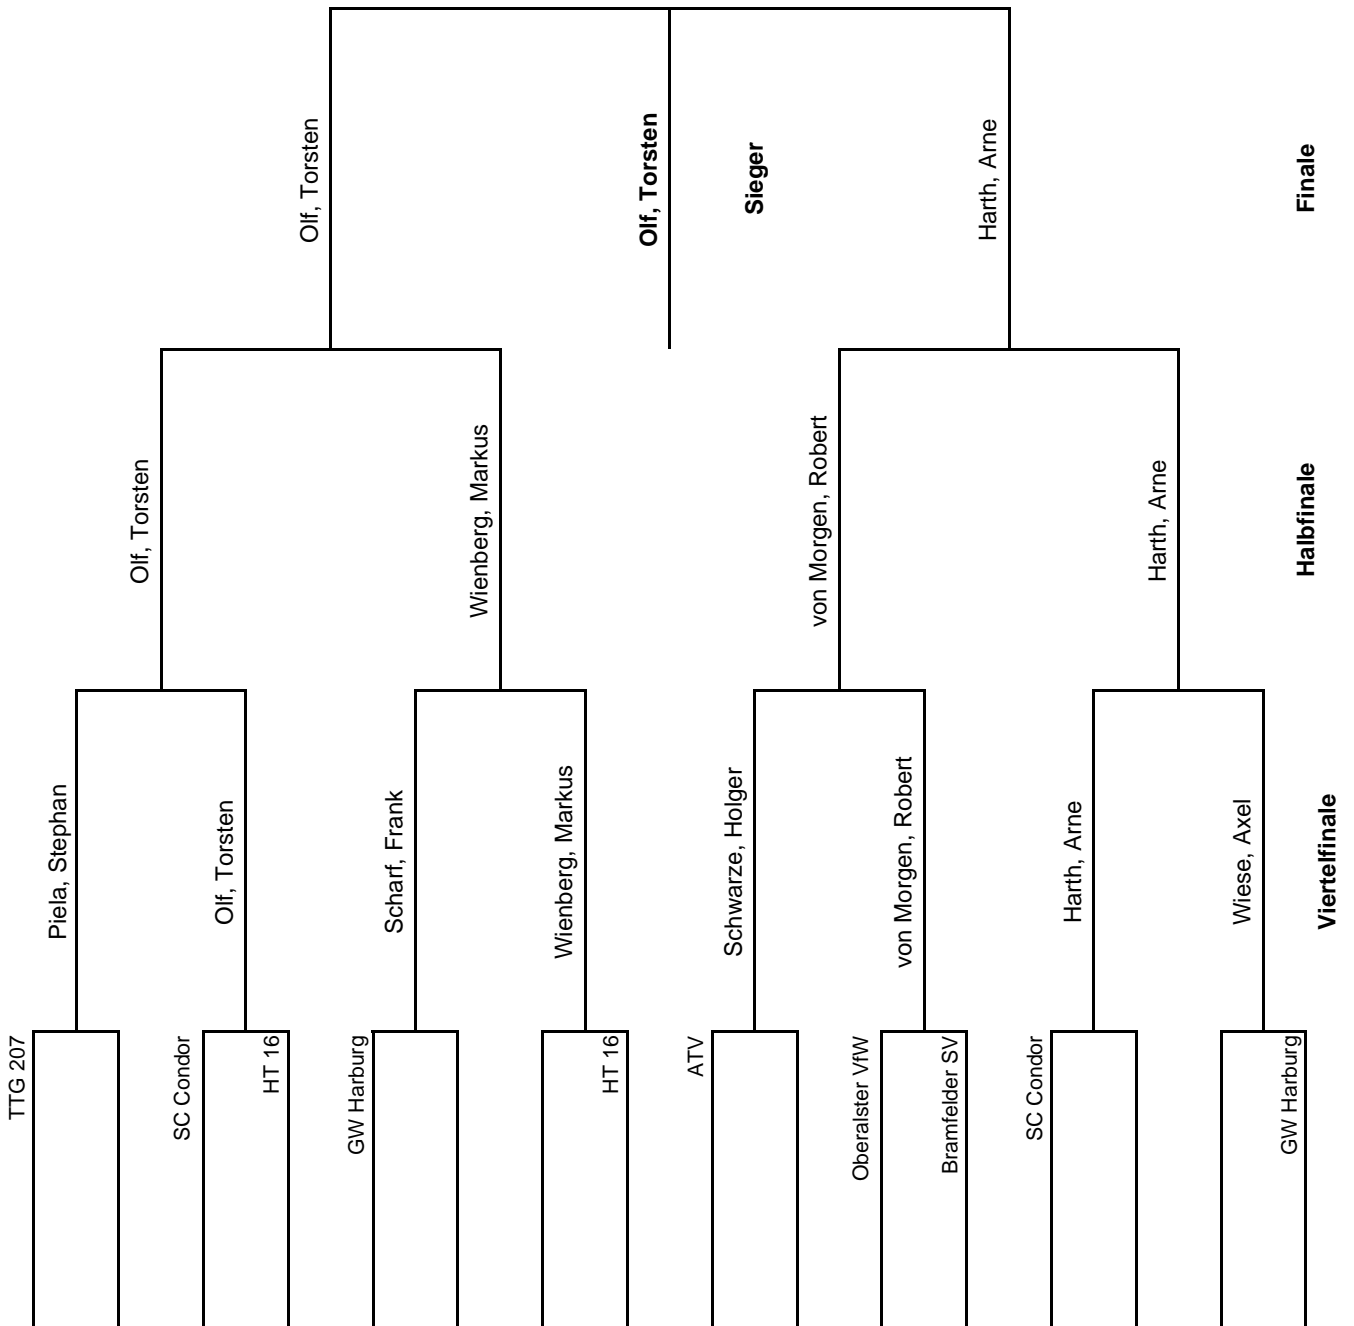 Olf, Torsten
Olf, Torsten
Sieger
Harth, Arne
Finale
Olf, Torsten
Wienberg, Markus
von Morgen, Robert
Harth, Arne
Halbfinale
Piela, Stephan
Olf, Torsten
Scharf, Frank
Wienberg, Markus
Schwarze, Holger
von Morgen, Robert
Harth, Arne
Wiese, Axel
Viertelfinale
TTG 207
SC Condor
HT 16
GW Harburg
HT 16
ATV
Oberalster VfW
Bramfelder SV
SC Condor
GW Harburg